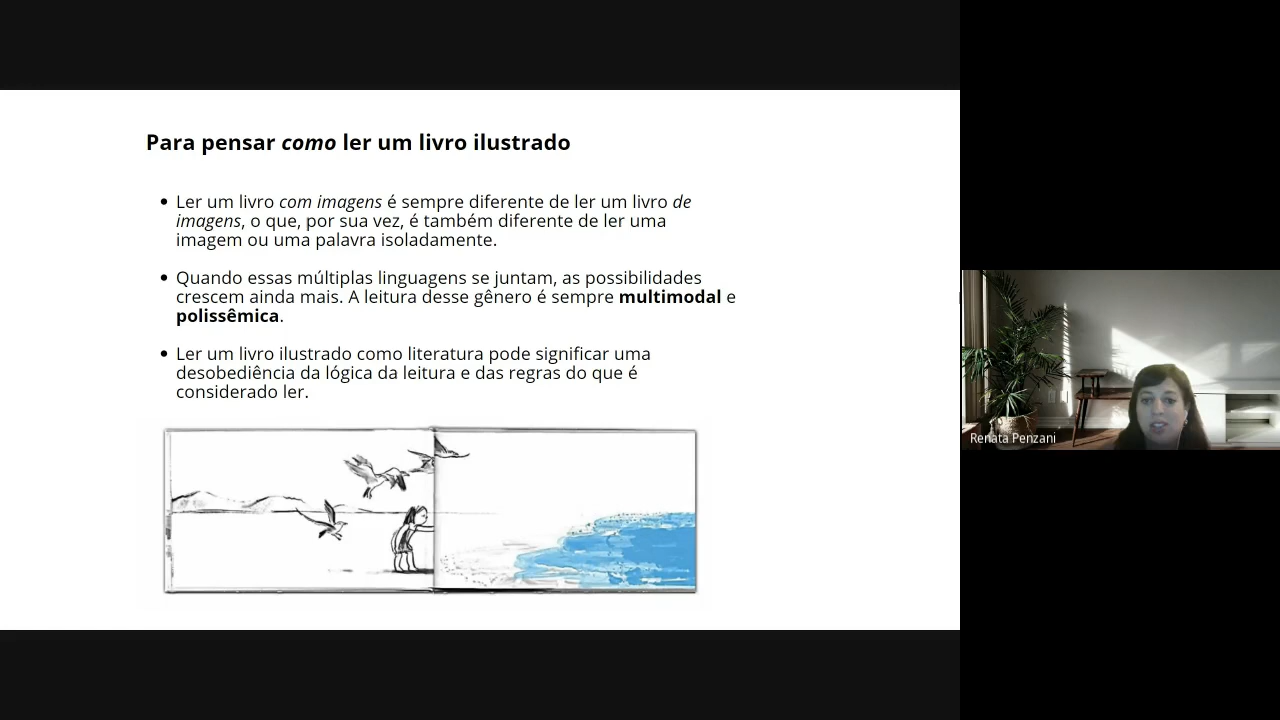 Para pensar como ler um livro ilustrado
• Ler um livro com imagens é sempre diferente de ler um livro de
imagens, o que, por sua vez, é também diferente de ler uma
imagem ou uma palavra isoladamente.
• Quando essas múltiplas linguagens se juntam, as possibilidades
crescem ainda mais. A leitura desse gênero é sempre multimodal e
polissêmica.
• Ler um livro ilustrado como literatura pode significar uma
desobediência da lógica da leitura e das regras do que é
considerado ler.
Renata Penzani